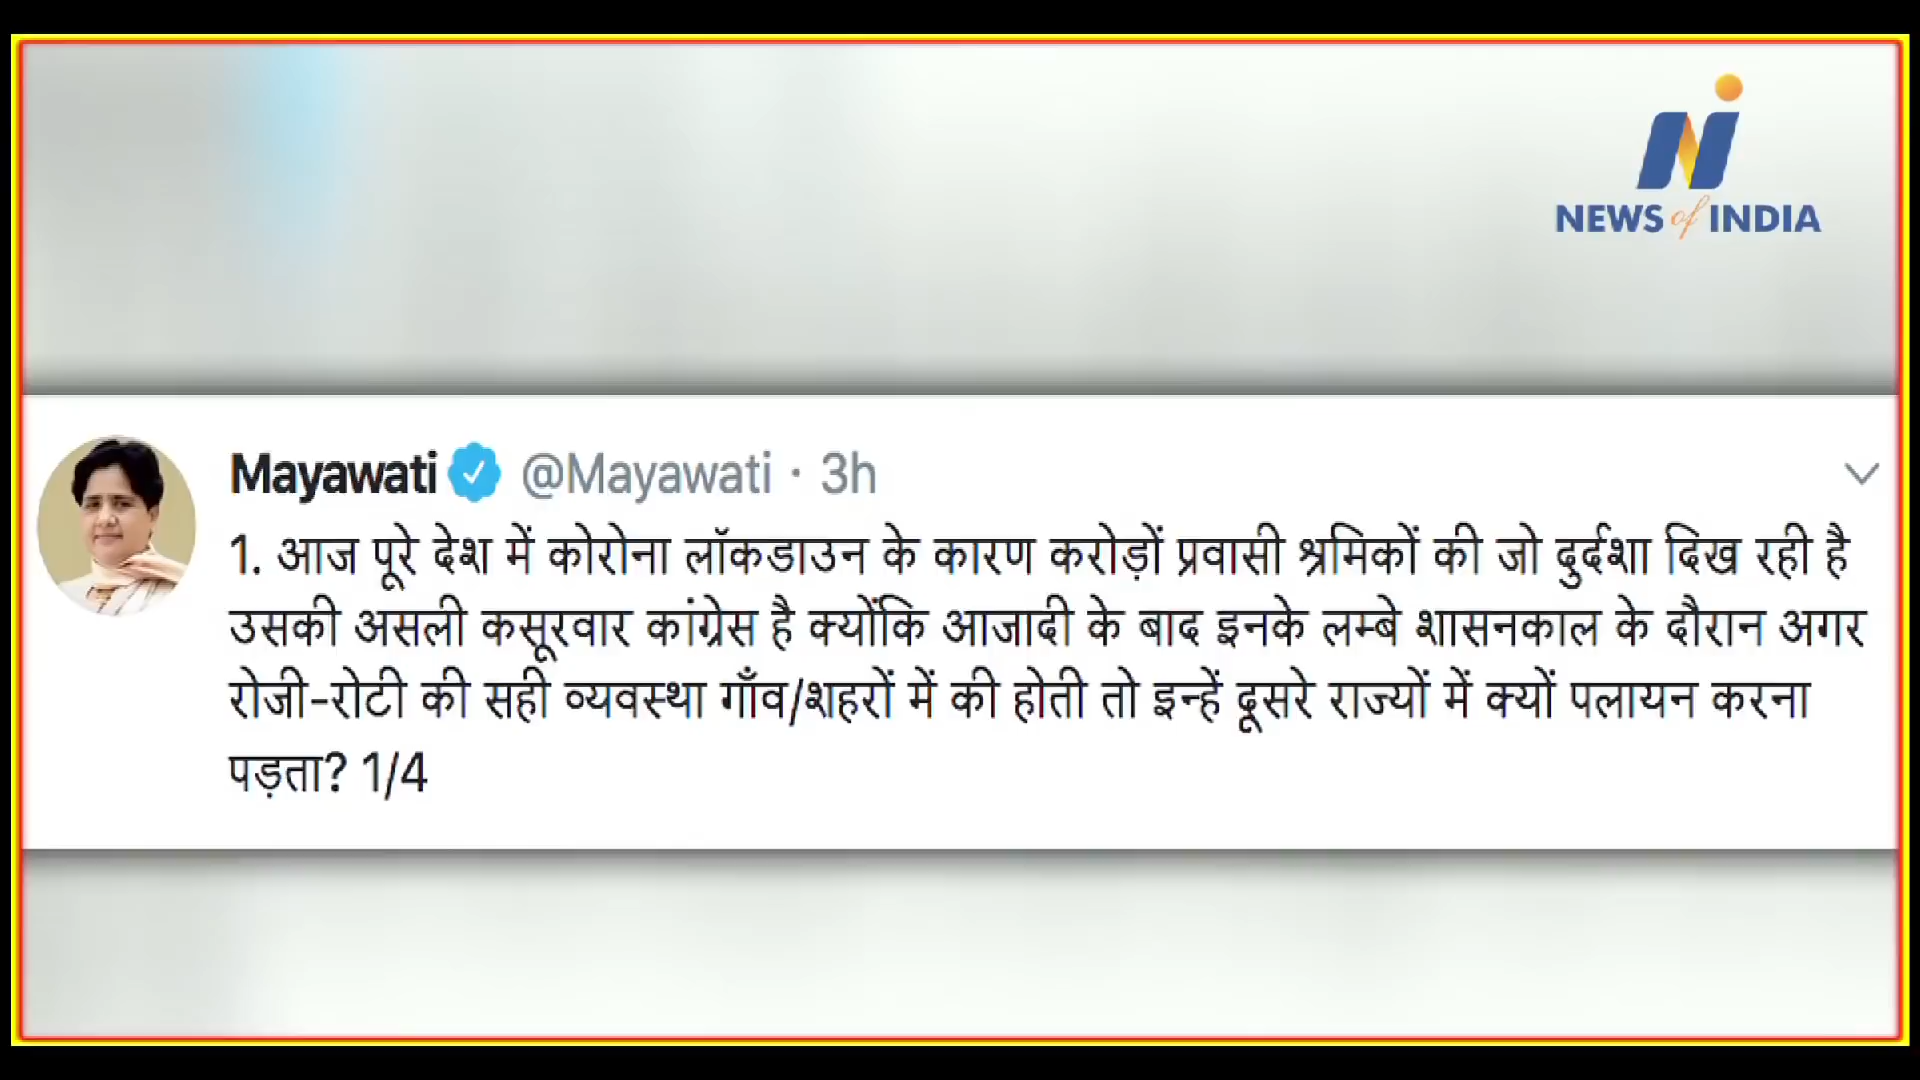 NEWS of INDIA
Mayawati @Mayawati · 3h
1. आज पूरे देश में कोरोना लॉकडाउन के कारण करोड़ों प्रवासी श्रमिकों की जो दुर्दशा दिख रही है
उसकी असली कसूरवार कांग्रेस है क्योंकि आजादी के बाद इनके लम्बे शासनकाल के दौरान अगर
रोजी-रोटी की सही व्यवस्था गाँव/शहरों में की होती तो इन्हें दूसरे राज्यों में क्यों पलायन करना
पड़ता? 1/4